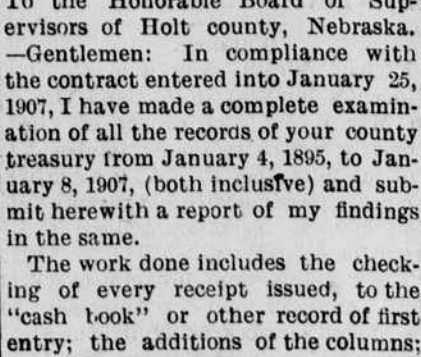 To the Honorable Board of Sup-
ervisors of Holt county, Nebraska.
—Gentlemen: In compliance with
the contract entered into January 25,
1907, I have made a complete examin-
ation of all the records of your county
treasury from January 4, 1895, to Jan-
uary 8, 1907, (both inclusive) and sub-
mit herewith a report of my findings
in the same.
The work done includes the check-
ing of every receipt issued, to the
“cash book” or other record of first
entry; the additions of the columns;